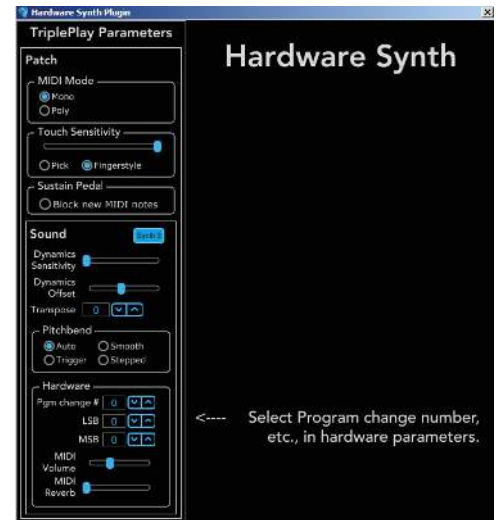 Hardware Synth Plugin
TriplePlay Parameters
Hardware Synth
Patch
MIDI Mode
Mono
Poly
Touch Sensitivity
Pick Fingerstyle
Sustain Pedal
Block new MIDI notes
Sound
Synth 2
Dynamics
Sensitivity
Dynamics
Offset
Transpose 0
Pitchbend
Auto Smooth
Trigger Stepped
Hardware
Pgm change # 0
LSB 0
MSB 0
MIDI
Volume
MIDI
Reverb
<---- Select Program change number,
etc., in hardware parameters.